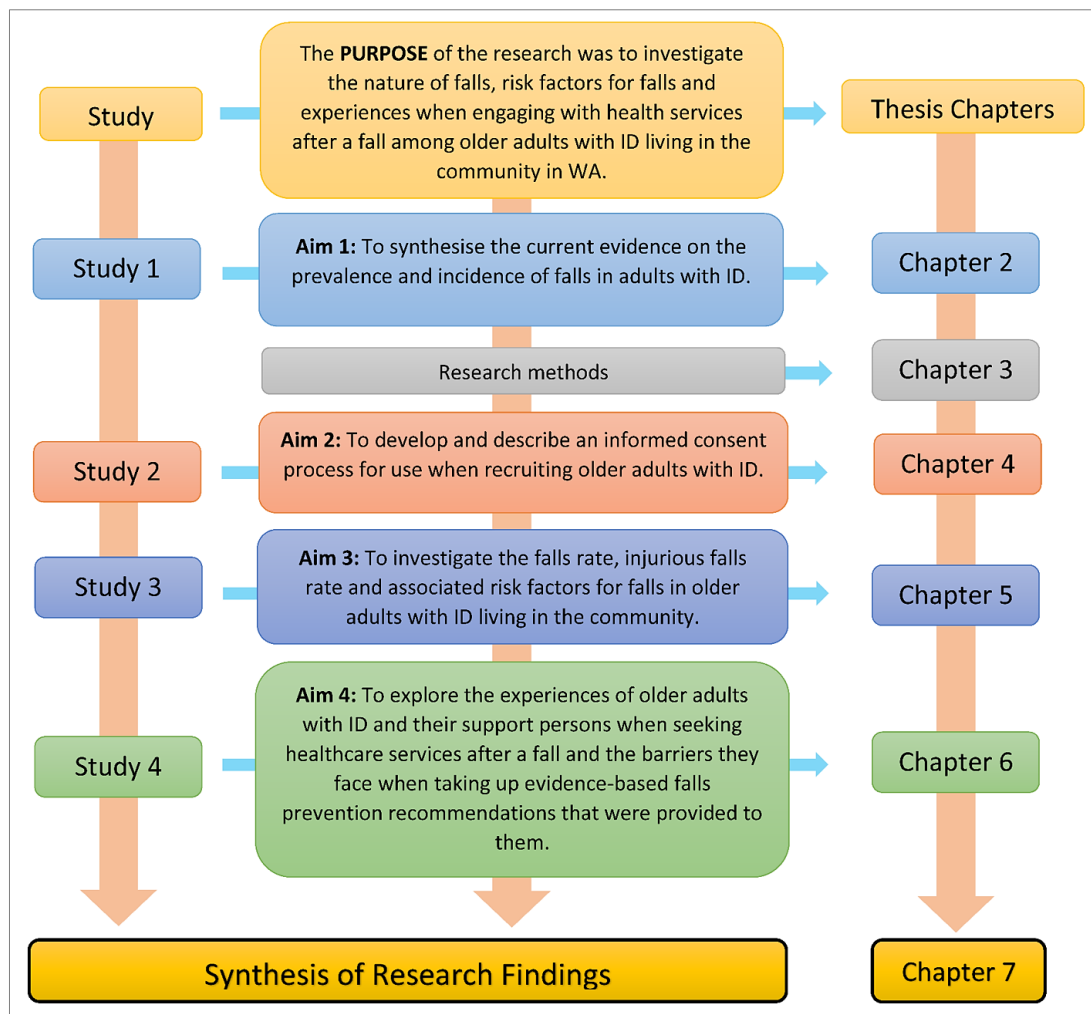 Study
The PURPOSE of the research was to investigate
the nature of falls, risk factors for falls and
experiences when engaging with health services
after a fall among older adults with ID living in the
community in WA.
Thesis Chapters
Study 1
Aim 1: To synthesise the current evidence on the
prevalence and incidence of falls in adults with ID.
Chapter 2
Research methods
Chapter 3
Study 2
Aim 2: To develop and describe an informed consent
process for use when recruiting older adults with ID.
Chapter 4
Study 3
Aim 3: To investigate the falls rate, injurious falls
rate and associated risk factors for falls in older
adults with ID living in the community.
Chapter 5
Study 4
Aim 4: To explore the experiences of older adults
with ID and their support persons when seeking
healthcare services after a fall and the barriers they
face when taking up evidence-based falls
prevention recommendations that were provided to
them.
Chapter 6
Synthesis of Research Findings
Chapter 7